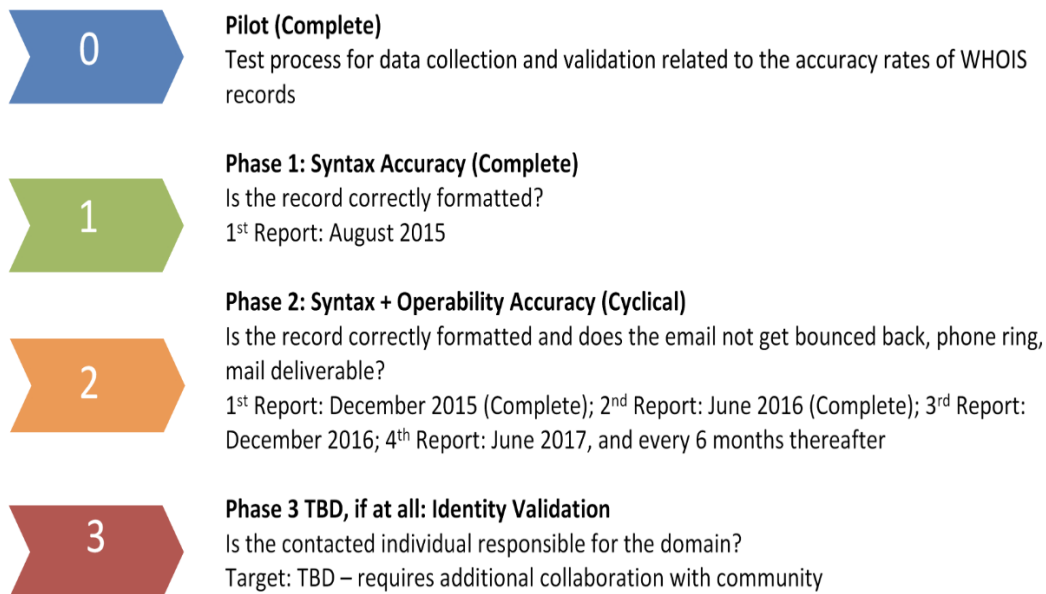 0
Pilot (Complete)
Test process for data collection and validation related to the accuracy rates of WHOIS
records
1
Phase 1: Syntax Accuracy (Complete)
Is the record correctly formatted?
1st Report: August 2015
2
Phase 2: Syntax + Operability Accuracy (Cyclical)
Is the record correctly formatted and does the email not get bounced back, phone ring,
mail deliverable?
1st Report: December 2015 (Complete); 2nd Report: June 2016 (Complete); 3rd Report:
December 2016; 4th Report: June 2017, and every 6 months thereafter
3
Phase 3 TBD, if at all: Identity Validation
Is the contacted individual responsible for the domain?
Target: TBD – requires additional collaboration with community